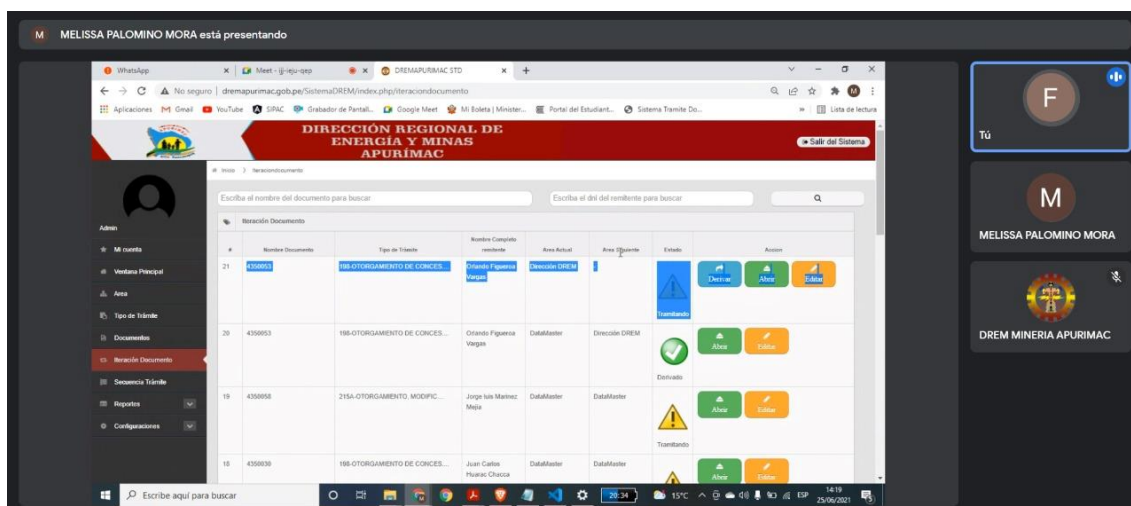 M MELISSA PALOMINO MORA está presentando
WhatsApp
Meet - ijj-ieju-qep
DREMAPURIMAC STD
No seguro | dremapurimac.gob.pe/SistemaDREM/index.php/iteraciondocumento
Aplicaciones Gmail YouTube SIPAC Grabador de Pantall... Google Meet Mi Boleta | Minister... Portal del Estudiant... Sistema Tramite Do... » Lista de lectura
DIRECCIÓN REGIONAL DE
ENERGÍA Y MINAS
APURÍMAC
Salir del Sistema
Inicio Iteraciondocumento
Escriba el nombre del documento para buscar
Escriba el dni del remitente para buscar
Iteración Documento
# Nombre Documento Tipo de Trámite Nombre Completo remitente Area Actual Area Siguiente Estado Accion
21 4350053 198-OTORGAMIENTO DE CONCES.... Orlando Figueroa Vargas Dirección DREM - Tramitando Derivar Abrir Editar
20 4350053 198-OTORGAMIENTO DE CONCES.... Orlando Figueroa Vargas DataMaster Dirección DREM Derivado Abrir Editar
19 4350058 215A-OTORGAMIENTO, MODIFIC.... Jorge luis Marinez Mejia DataMaster DataMaster Tramitando Abrir Editar
18 4350030 198-OTORGAMIENTO DE CONCES.... Juan Carlos Huarac Chacca DataMaster DataMaster Abrir Editar
Admin
Mi cuenta
Ventana Principal
Area
Tipo de Trámite
Documentos
Iteración Documento
Secuencia Trámite
Reportes
Configuraciones
Escribe aquí para buscar
20:34
15°C
ESP
14:19
25/06/2021
F
Tú
M
MELISSA PALOMINO MORA
DREM MINERIA APURIMAC